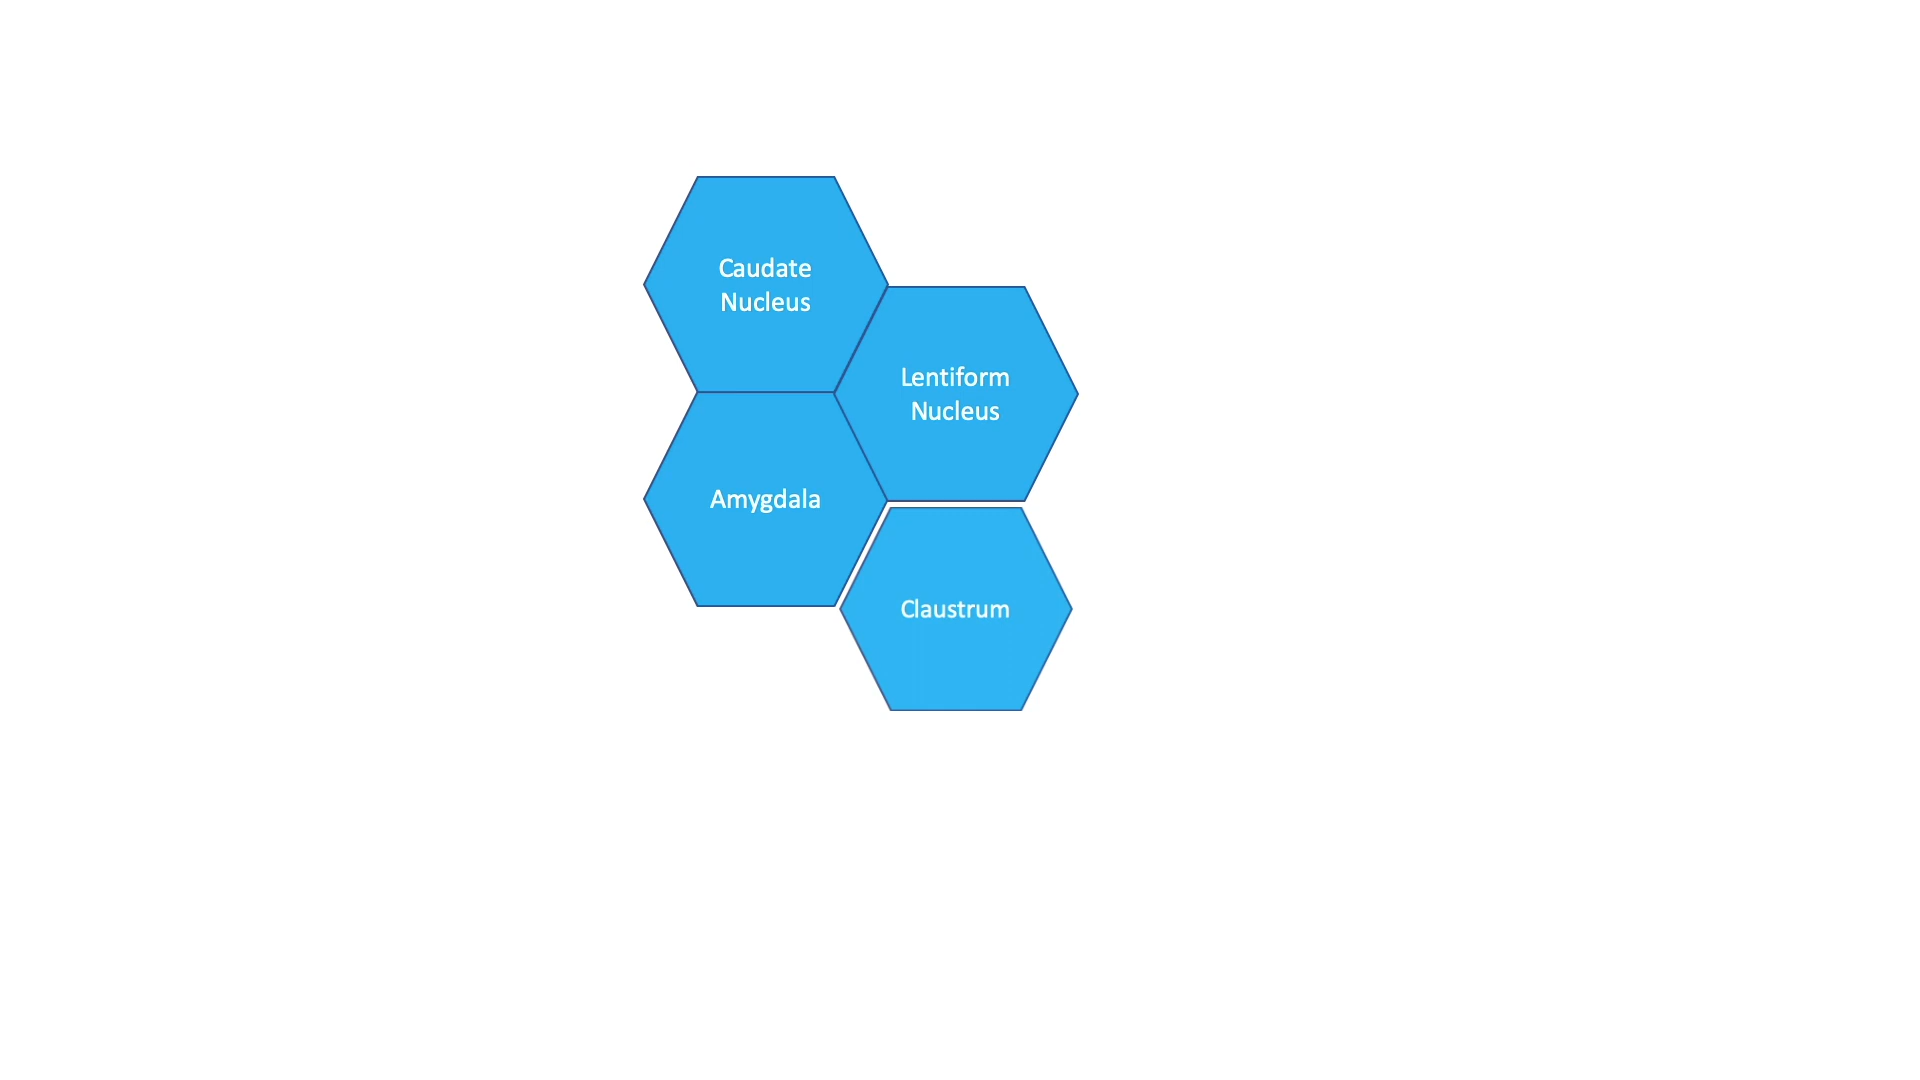 Caudate
Nucleus
Lentiform
Nucleus
Amygdala
Claustrum